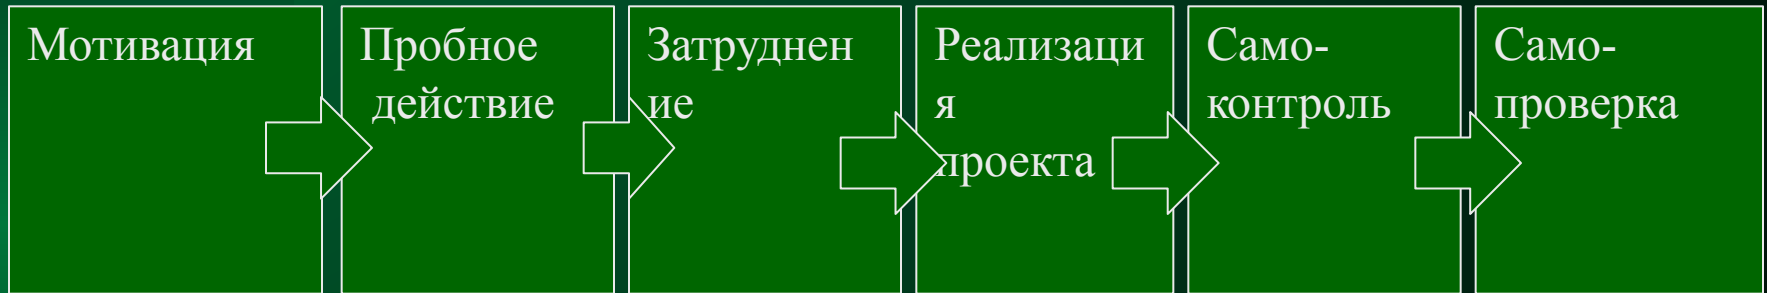 Мотивация
Пробное
действие
Затруднен
ие
Реализаци
я
проекта
Само-
контроль
Само-
проверка